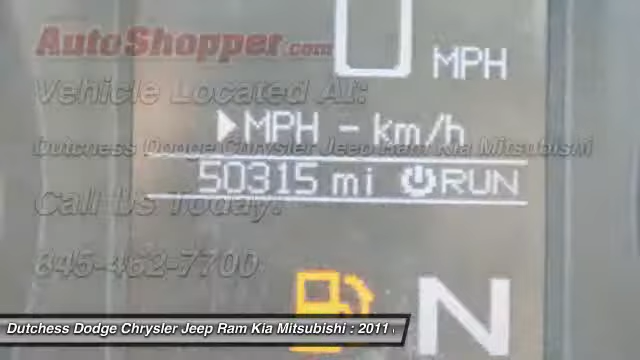 AutoShopper.com
MPH
Vehicle Located At:
MPH - km/h
Dutchess Dodge Chrysler Jeep Ram Kia Mitsubishi
50315 mi RUN
Call Us Today!
845-462-7700
N
Dutchess Dodge Chrysler Jeep Ram Kia Mitsubishi : 2011